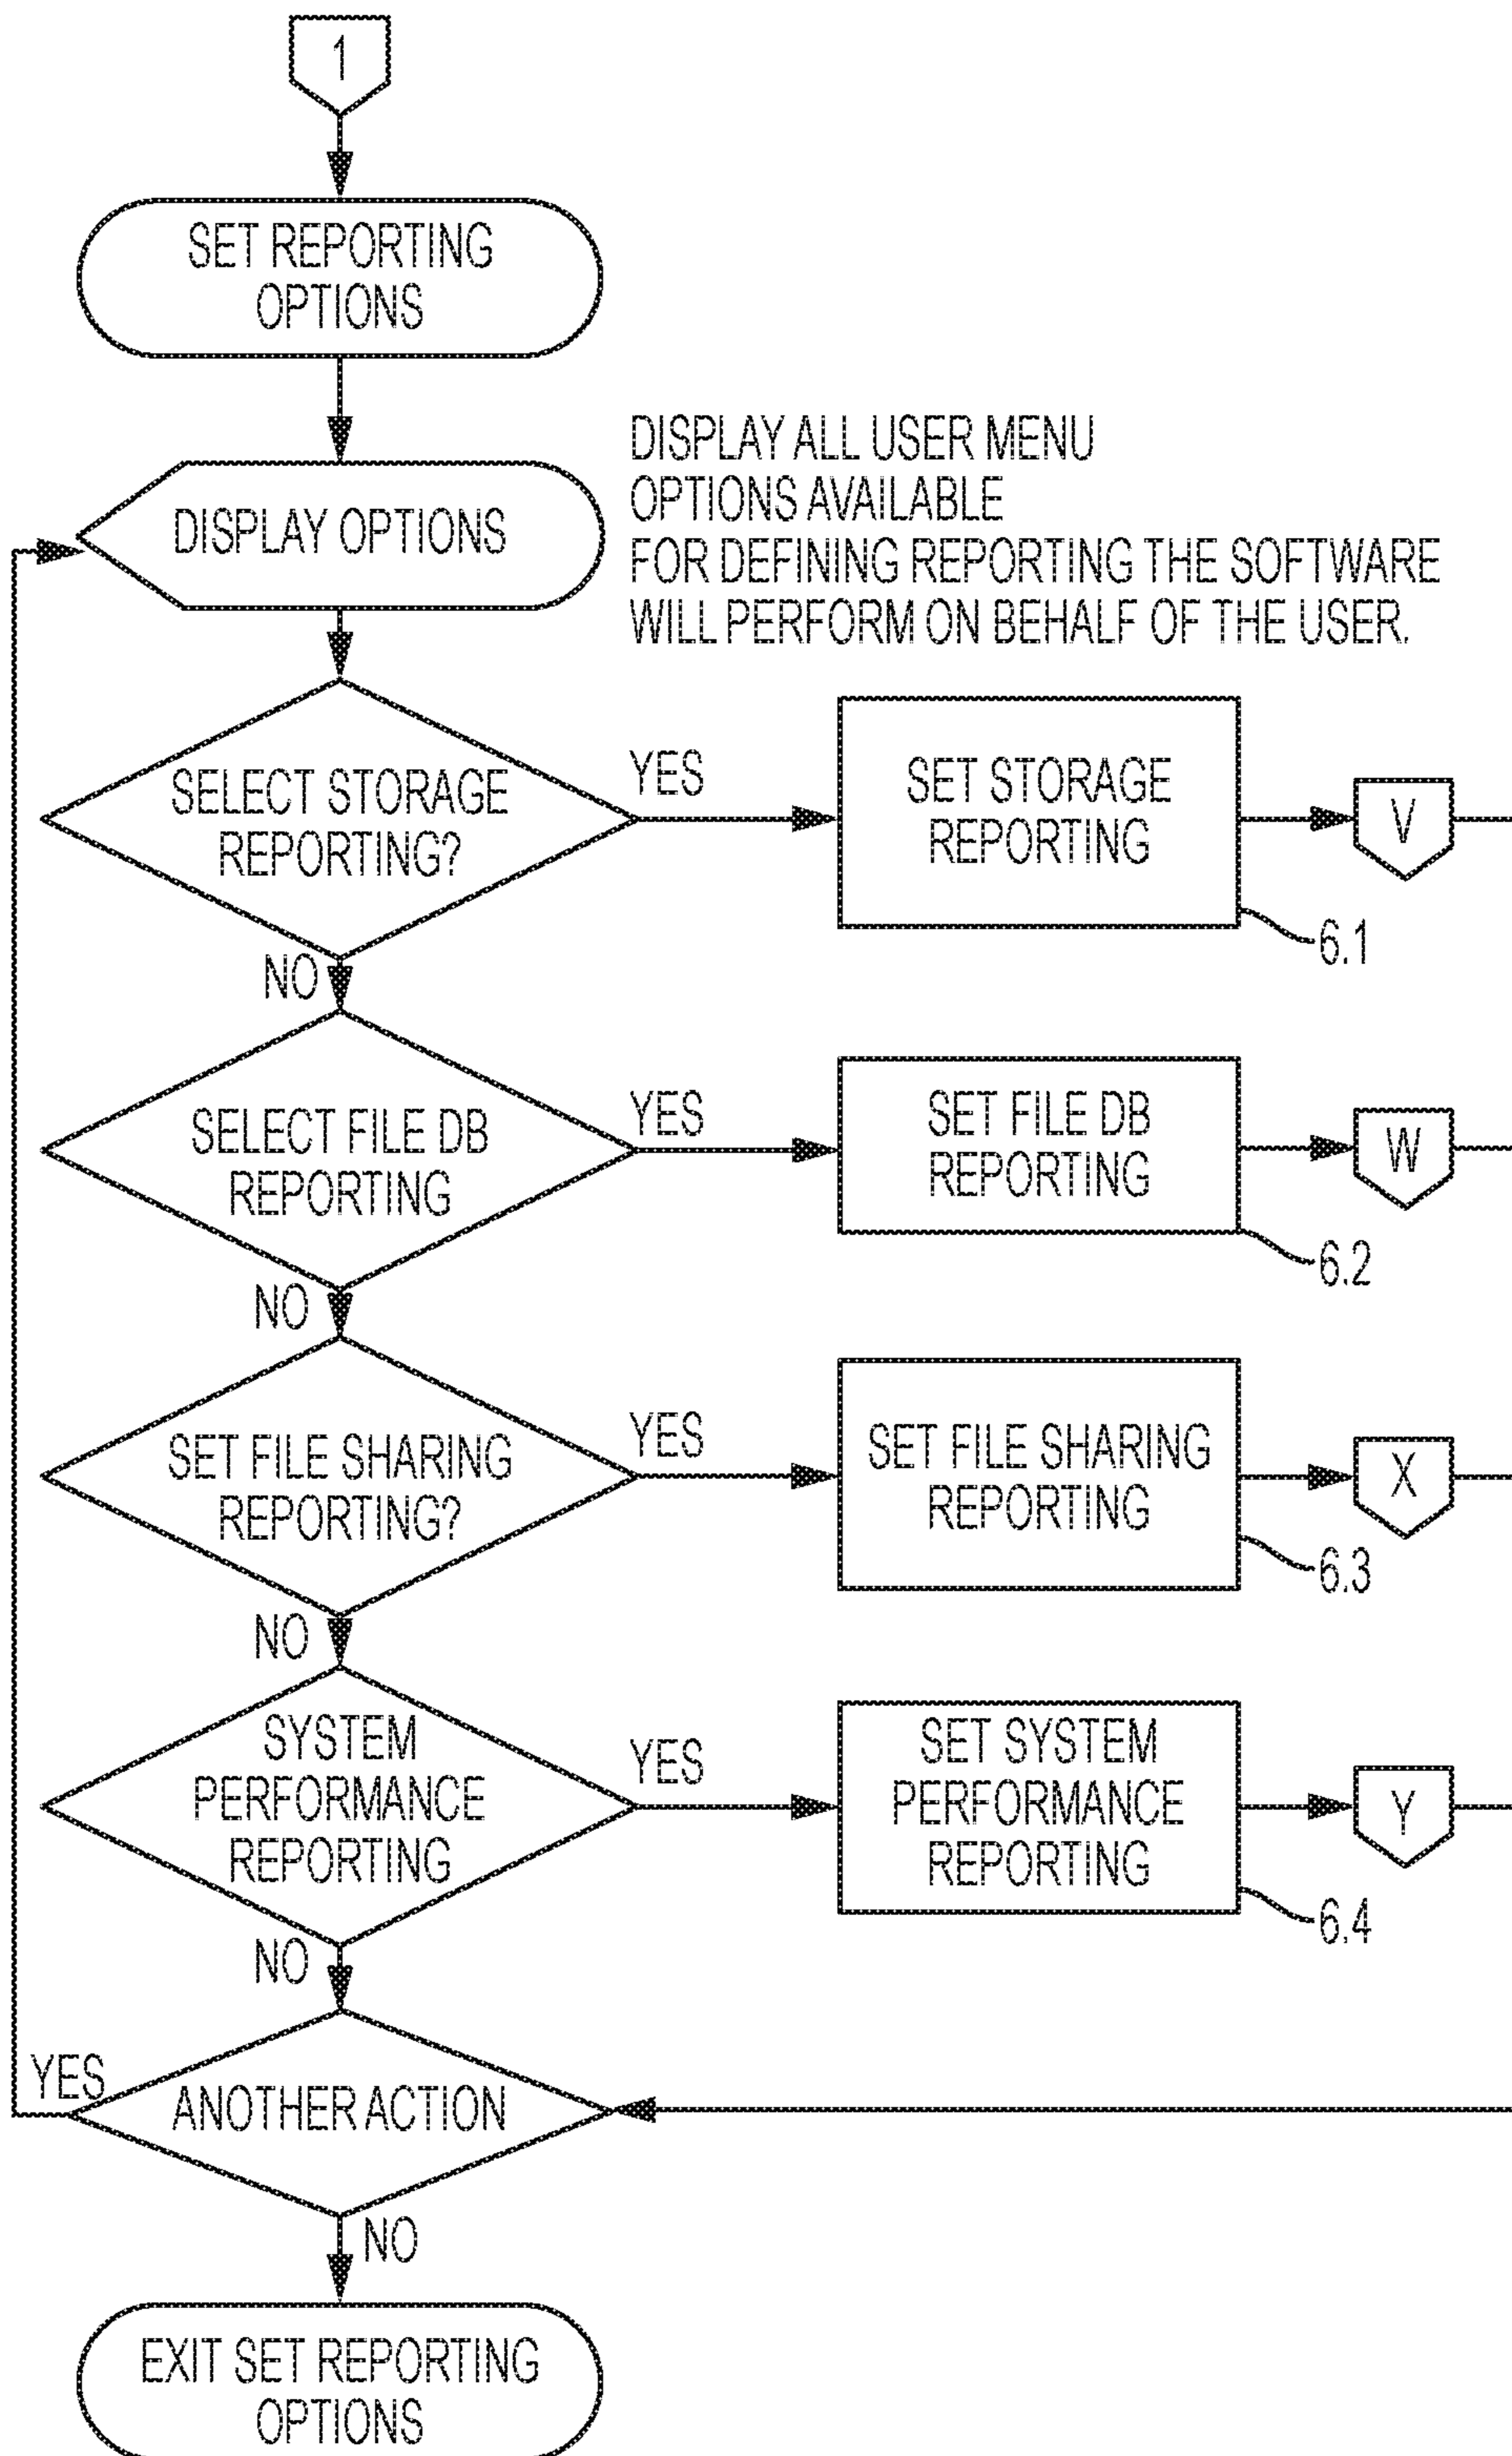 1
SET REPORTING
OPTIONS
DISPLAY OPTIONS
DISPLAY ALL USER MENU
OPTIONS AVAILABLE
FOR DEFINING REPORTING THE SOFTWARE
WILL PERFORM ON BEHALF OF THE USER.
SELECT STORAGE
REPORTING?
YES
SET STORAGE
REPORTING
V
6.1
NO
SELECT FILE DB
REPORTING
YES
SET FILE DB
REPORTING
W
6.2
NO
SET FILE SHARING
REPORTING?
YES
SET FILE SHARING
REPORTING
X
6.3
NO
SYSTEM
PERFORMANCE
REPORTING
YES
SET SYSTEM
PERFORMANCE
REPORTING
Y
6.4
NO
YES
ANOTHER ACTION
NO
EXIT SET REPORTING
OPTIONS